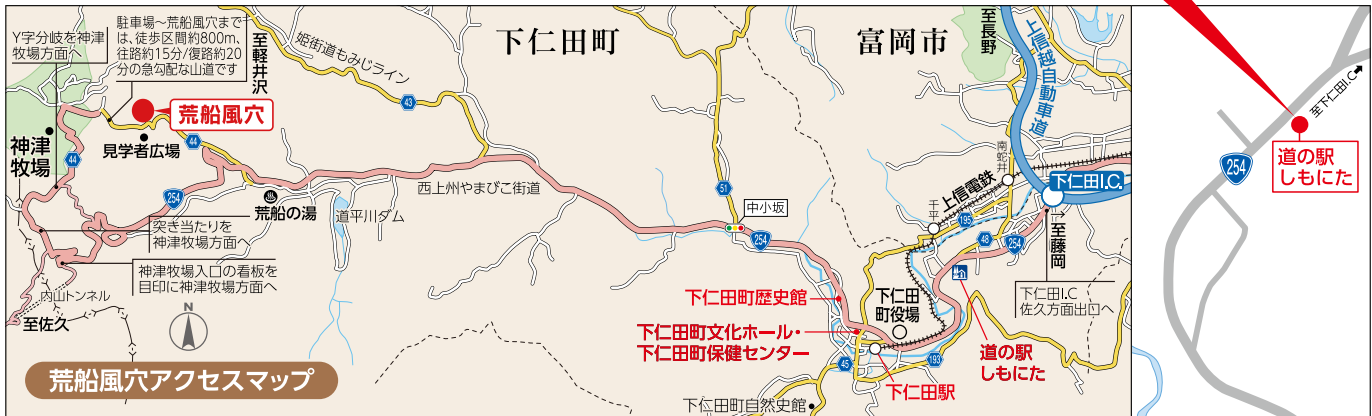 Y字分岐を神津
牧場方面へ
駐車場～荒船風穴まで
は、徒歩区間約800m、
往路約15分/復路約20
分の急勾配な山道です
至軽井沢
姫街道もみじライン
43
下仁田町
富岡市
至長野
上信越自動車道
荒船風穴
見学者広場
44
神津
牧場
44
254
荒船の湯
道平川ダム
西上州やまびこ街道
突き当たりを
神津牧場方面へ
神津牧場入口の看板を
目印に神津牧場方面へ
内山トンネル
至佐久
N
荒船風穴アクセスマップ
51
中小坂
254
南蛇井
上信電鉄
千平
195
48
254
下仁田I.C.
至藤岡
下仁田I.C
佐久方面出口へ
下仁田町歴史館
下仁田
町役場
下仁田町文化ホール・
下仁田町保健センター
道の駅
しもにた
45
193
下仁田駅
下仁田町自然史館
至下仁田I.C
254
道の駅
しもにた